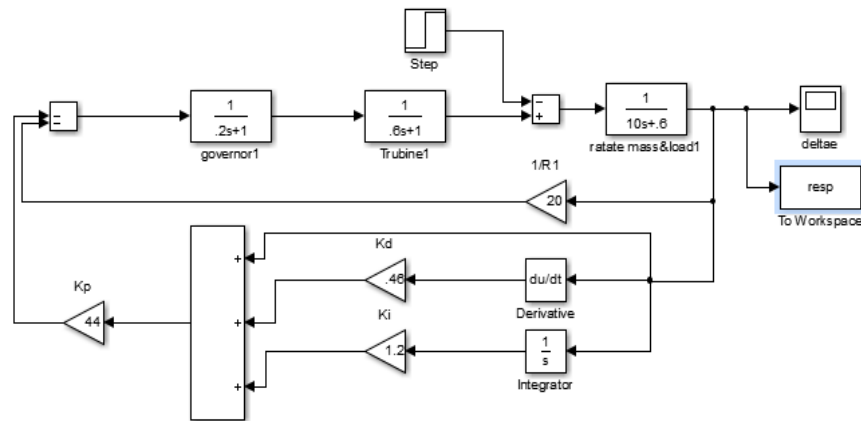 Step
1
.2s+1
governor1
1
.6s+1
Trubine1
1
10s+.6
ratate mass&load1
deltae
resp
To Workspace
1/R1
20
Kd
.46
du/dt
Derivative
Kp
44
Ki
1.2
1
s
Integrator